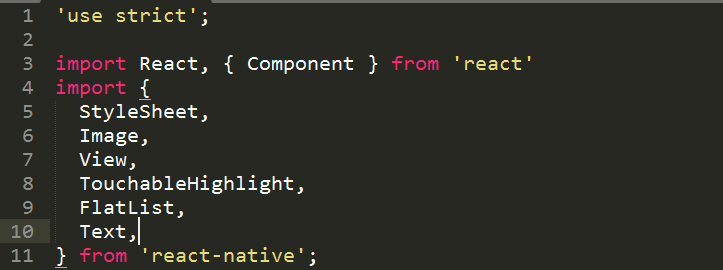 1 'use strict';
2
3 import React, { Component } from 'react'
4 import {
5   StyleSheet,
6   Image,
7   View,
8   TouchableHighlight,
9   FlatList,
10   Text,
11 } from 'react-native';